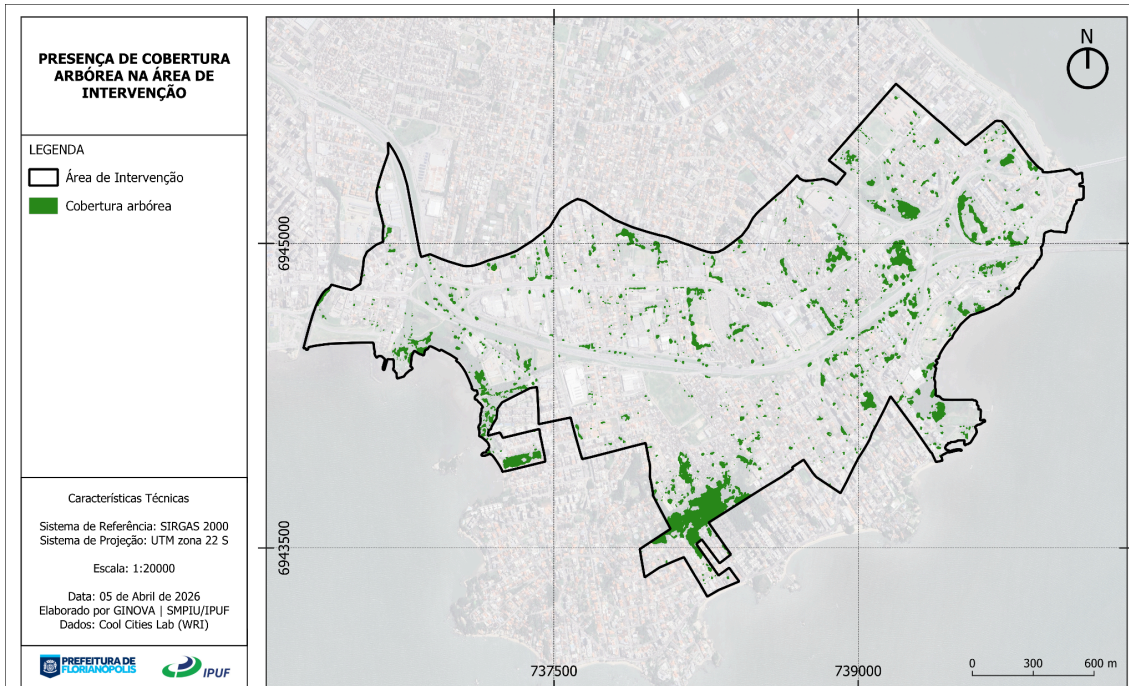 PRESENÇA DE COBERTURA
ARBÓREA NA ÁREA DE
INTERVENÇÃO
LEGENDA
Área de Intervenção
Cobertura arbórea
Características Técnicas
Sistema de Referência: SIRGAS 2000
Sistema de Projeção: UTM zona 22 S
Escala: 1:20000
Data: 05 de Abril de 2026
Elaborado por GINOVA | SMPIU/IPUF
Dados: Cool Cities Lab (WRI)
PREFEITURA DE
FLORIANÓPOLIS
IPUF
N
6945000
6943500
737500
739000
0 300 600 m